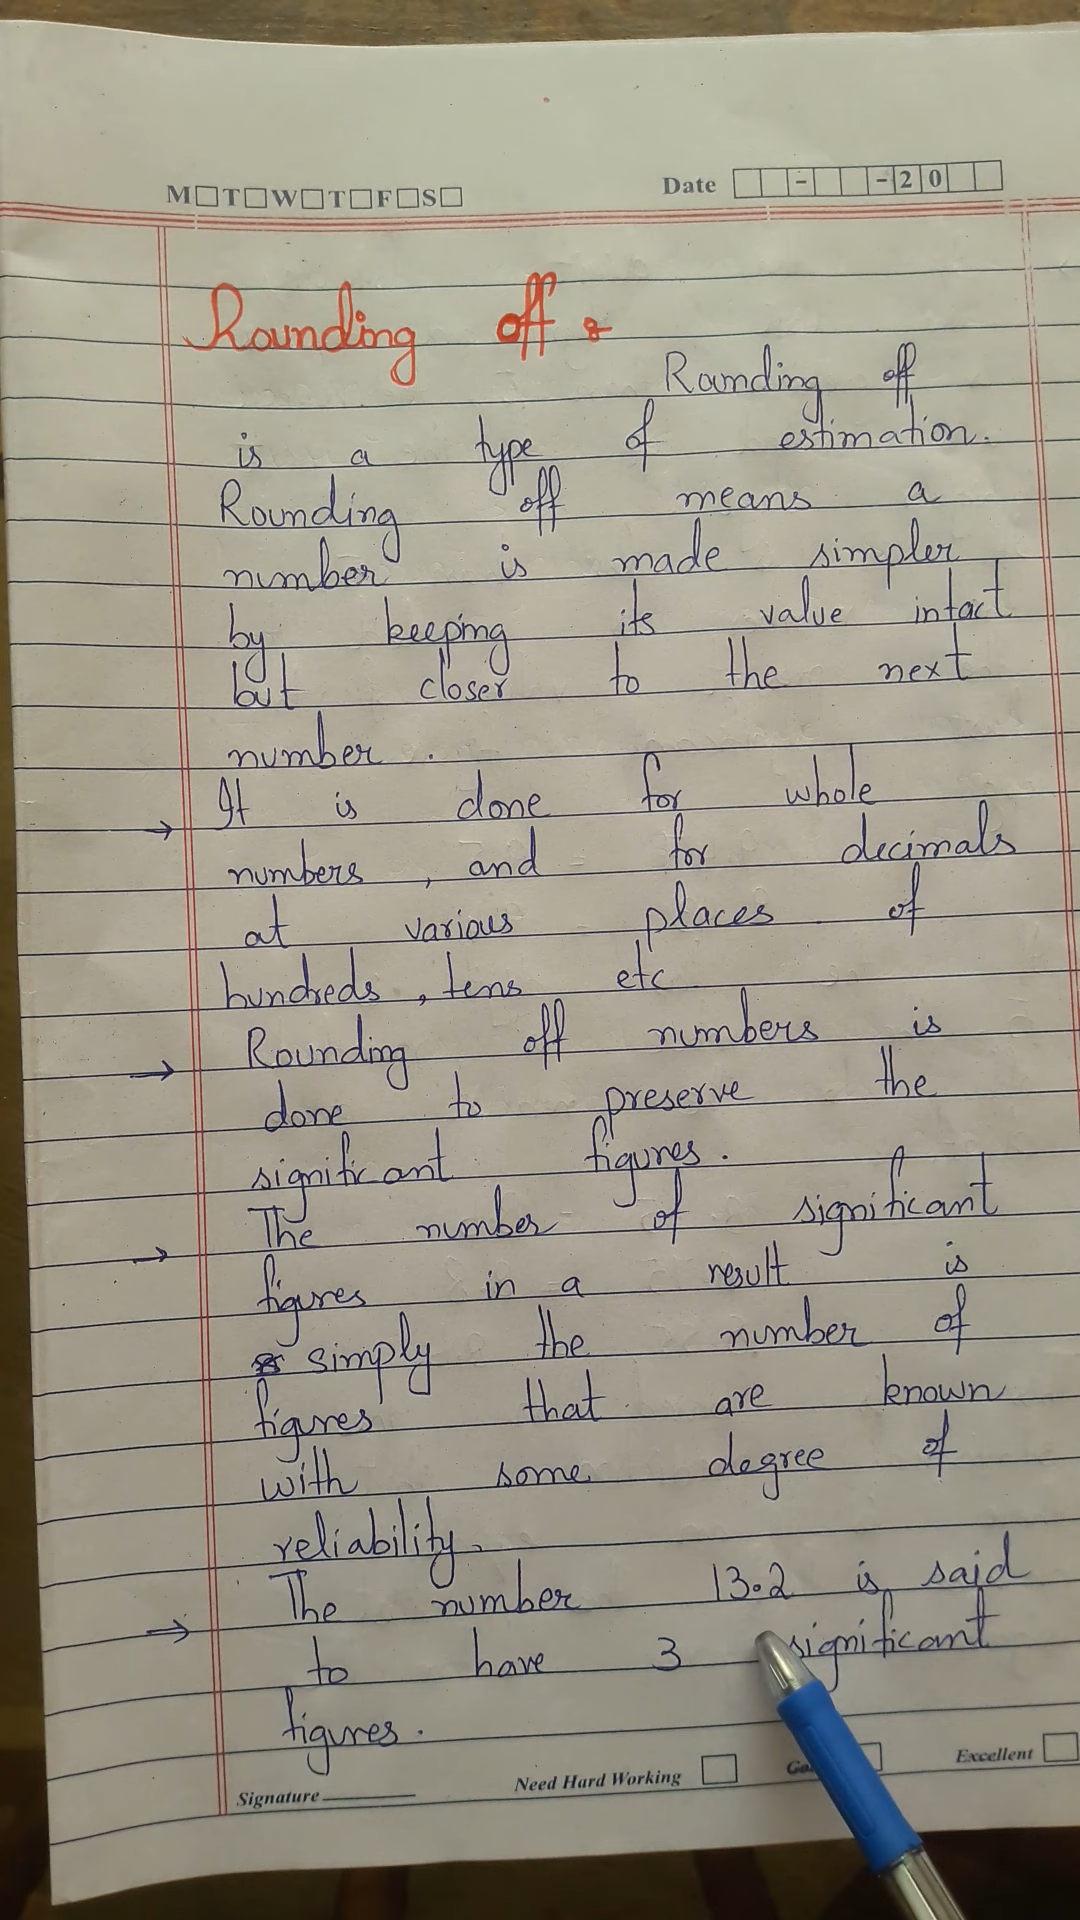 M☐T☐W☐T☐F☐S☐
Date - -20
Rounding off :
Rounding off
is a type of estimation.
Rounding off means a
number is made simpler
by keeping its value intact
but closer to the next
number.
→ It is done for whole
numbers, and for decimals
at various places of
hundreds, tens etc
→ Rounding off numbers is
done to preserve the
significant figures.
→ The number of significant
figures in a result is
simply the number of
figures that are known
with some degree of
reliability.
→ The number 13.2 is said
to have 3 significant
figures.
Signature Need Hard Working Excellent